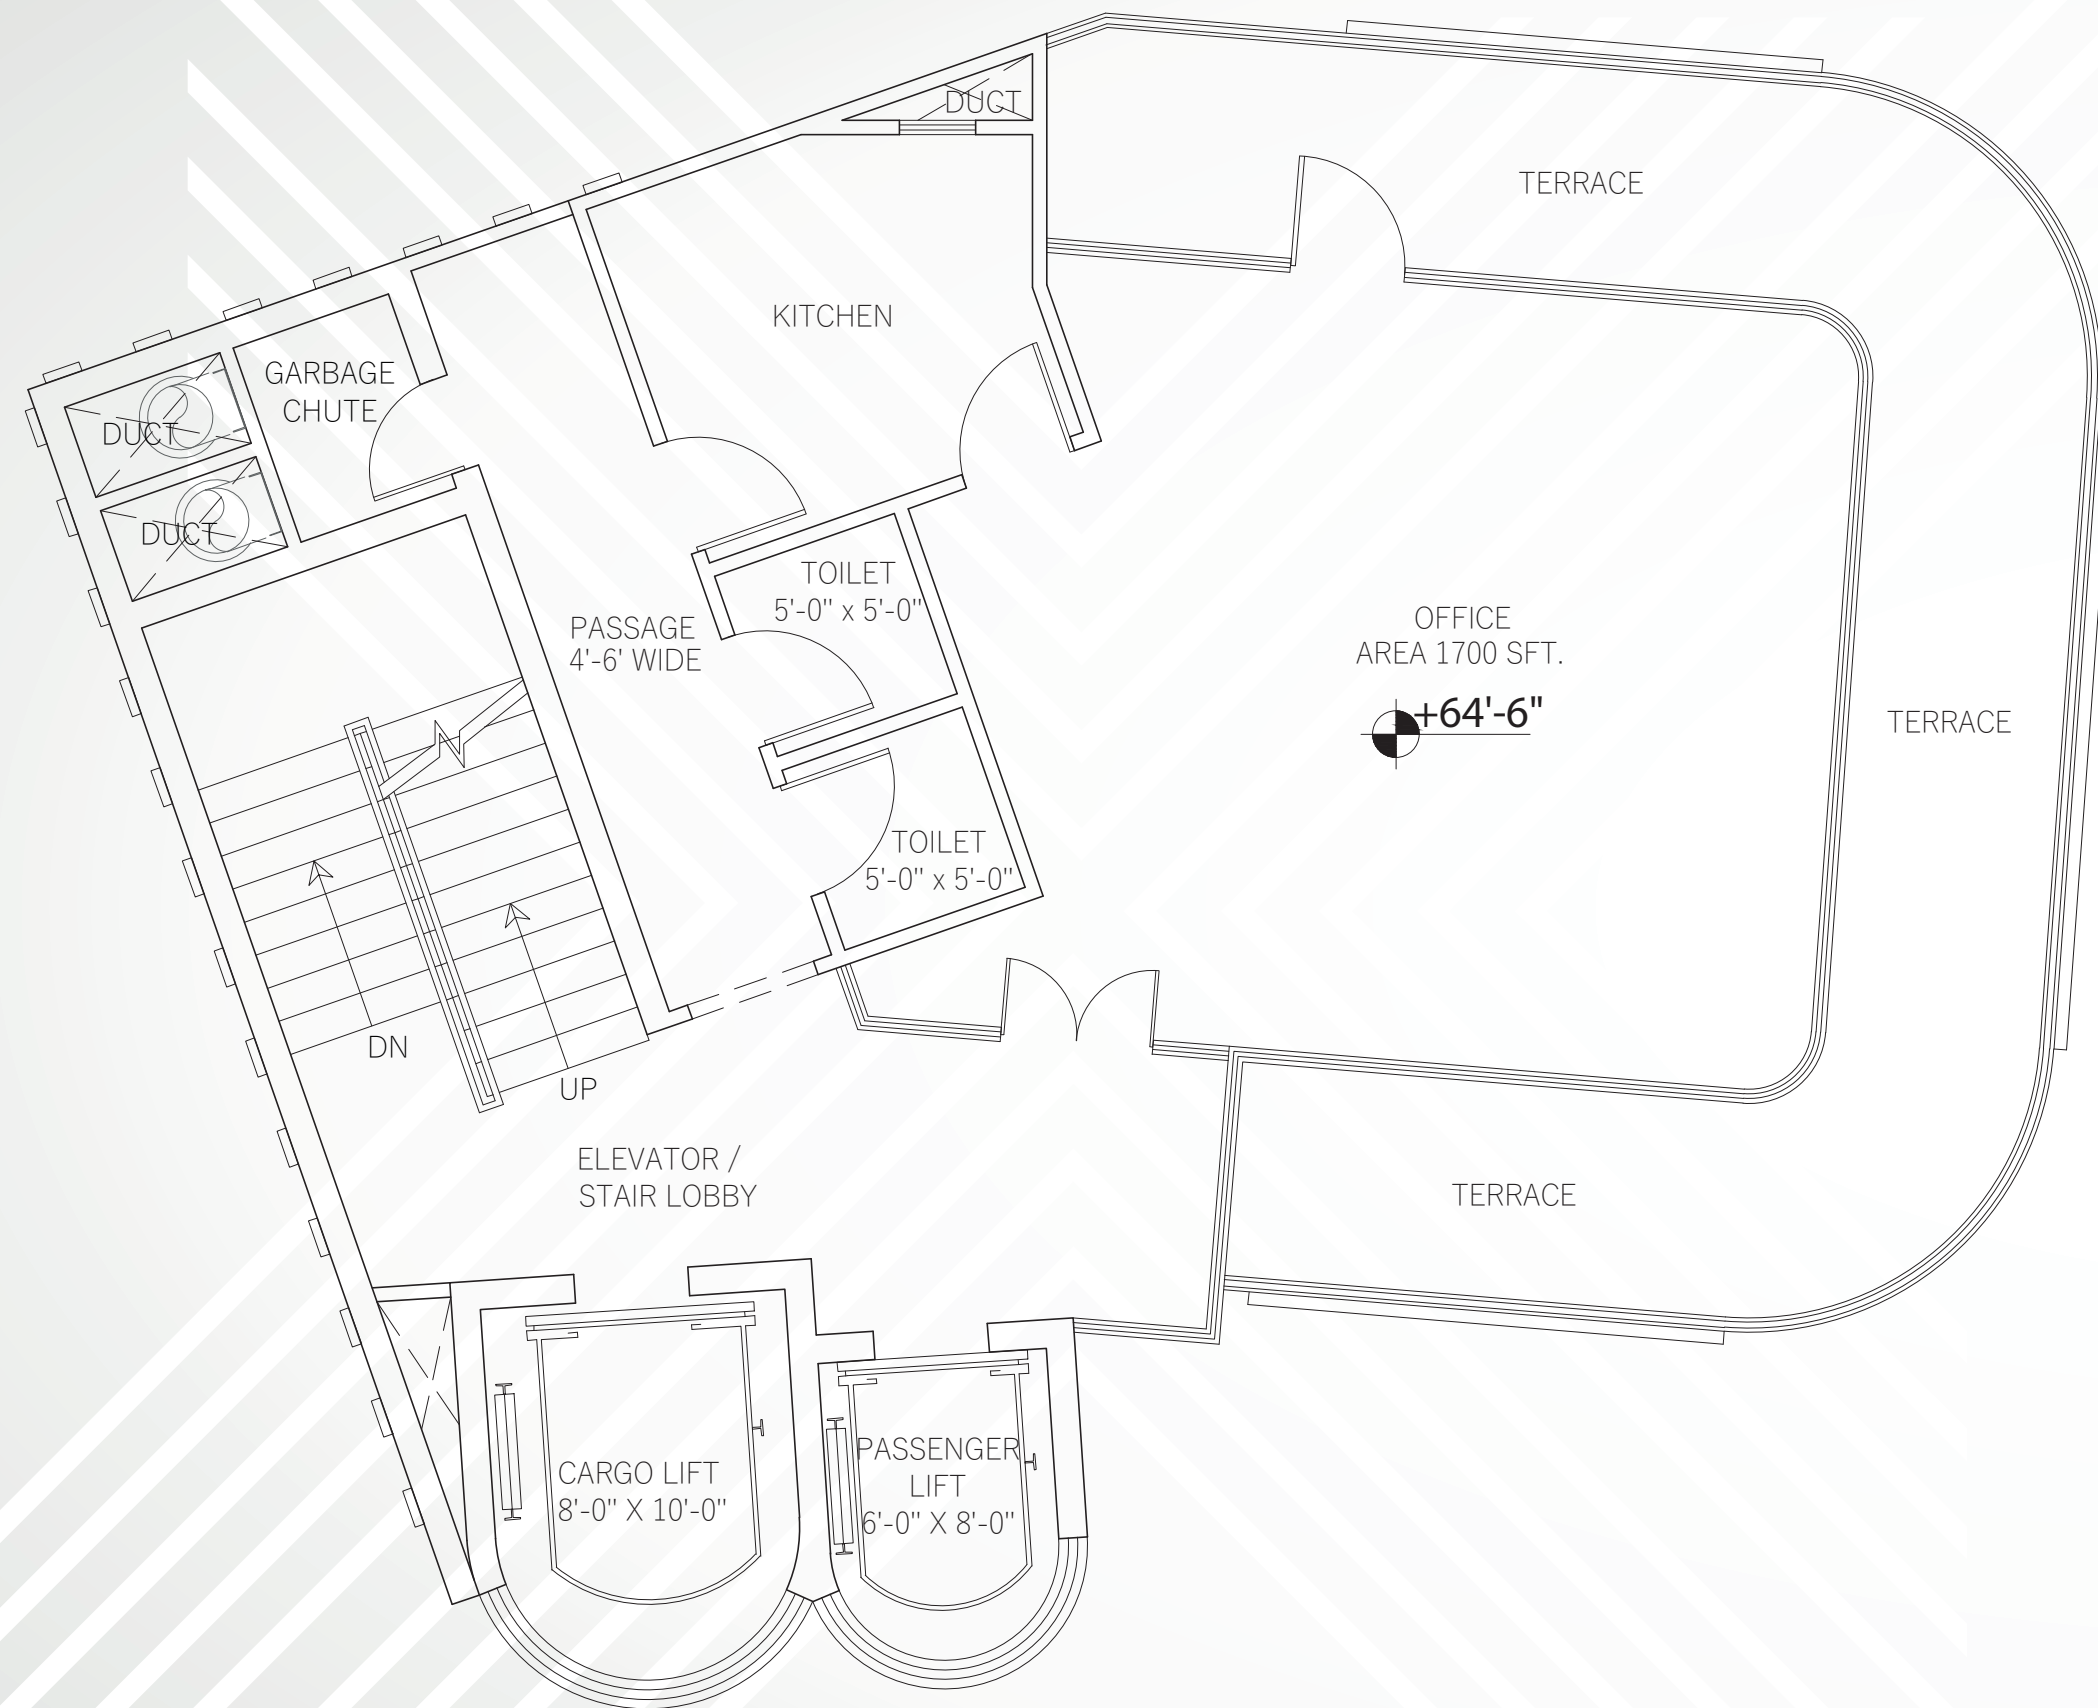 DUCT
TERRACE
KITCHEN
GARBAGE
CHUTE
DUCT
DUCT
TOILET
5'-0" x 5'-0"
PASSAGE
4'-6' WIDE
OFFICE
AREA 1700 SFT.
+64'-6"
TERRACE
TOILET
5'-0" x 5'-0"
DN
UP
ELEVATOR /
STAIR LOBBY
TERRACE
CARGO LIFT
8'-0" X 10'-0"
PASSENGER
LIFT
6'-0" X 8'-0"